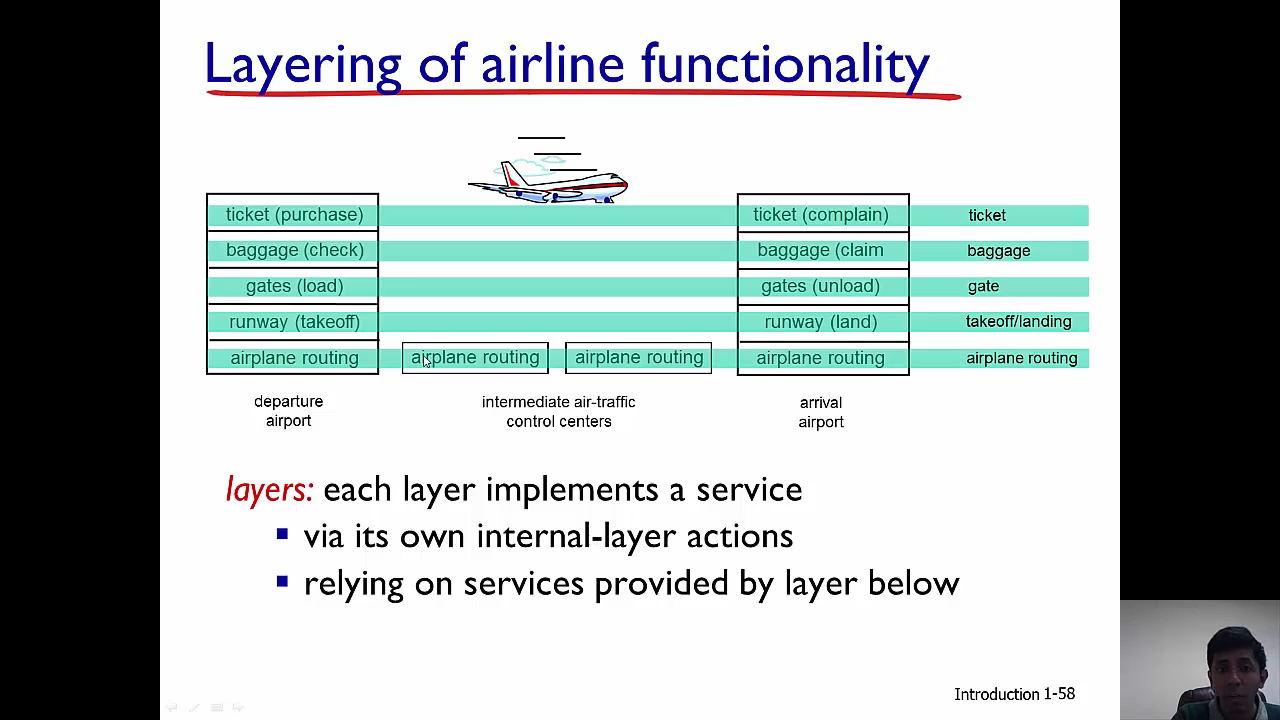 Layering of airline functionality
ticket (purchase)
ticket (complain)
ticket
baggage (check)
baggage (claim
baggage
gates (load)
gates (unload)
gate
runway (takeoff)
runway (land)
takeoff/landing
airplane routing
airplane routing
airplane routing
airplane routing
airplane routing
departure
airport
intermediate air-traffic
control centers
arrival
airport
layers: each layer implements a service
▪ via its own internal-layer actions
▪ relying on services provided by layer below
Introduction 1-58